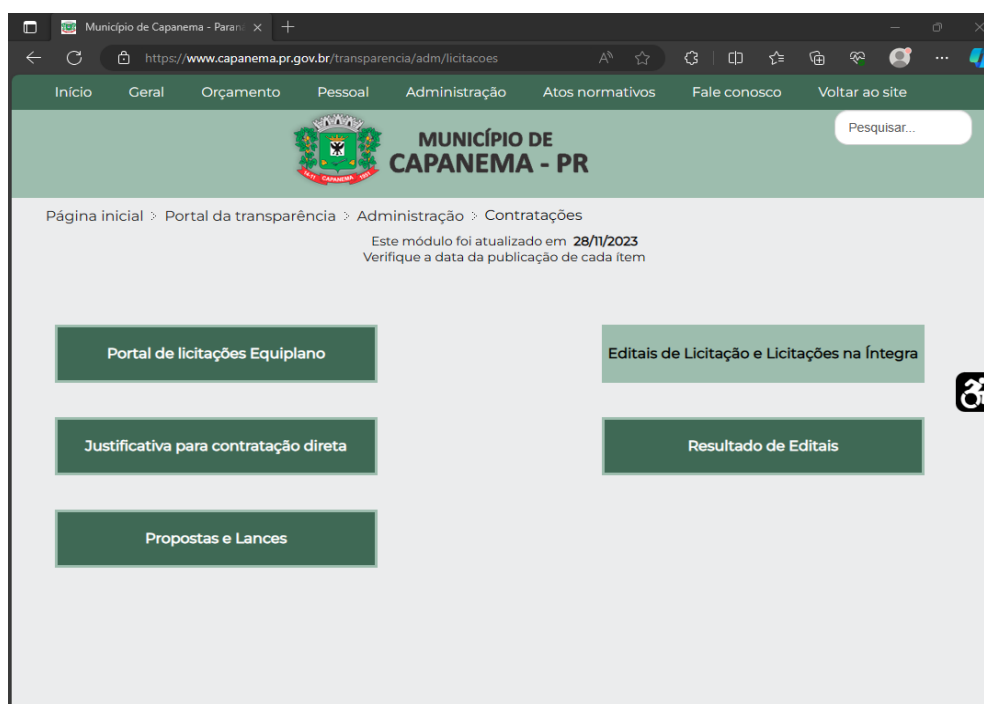 Município de Capanema - Paraná
https://www.capanema.pr.gov.br/transparencia/adm/licitacoes
Início Geral Orçamento Pessoal Administração Atos normativos Fale conosco Voltar ao site
Pesquisar...
MUNICÍPIO DE
CAPANEMA - PR
CAPANEMA
Página inicial > Portal da transparência > Administração > Contratações
Este módulo foi atualizado em 28/11/2023
Verifique a data da publicação de cada ítem
Portal de licitações Equiplano
Editais de Licitação e Licitações na Íntegra
Justificativa para contratação direta
Resultado de Editais
Propostas e Lances